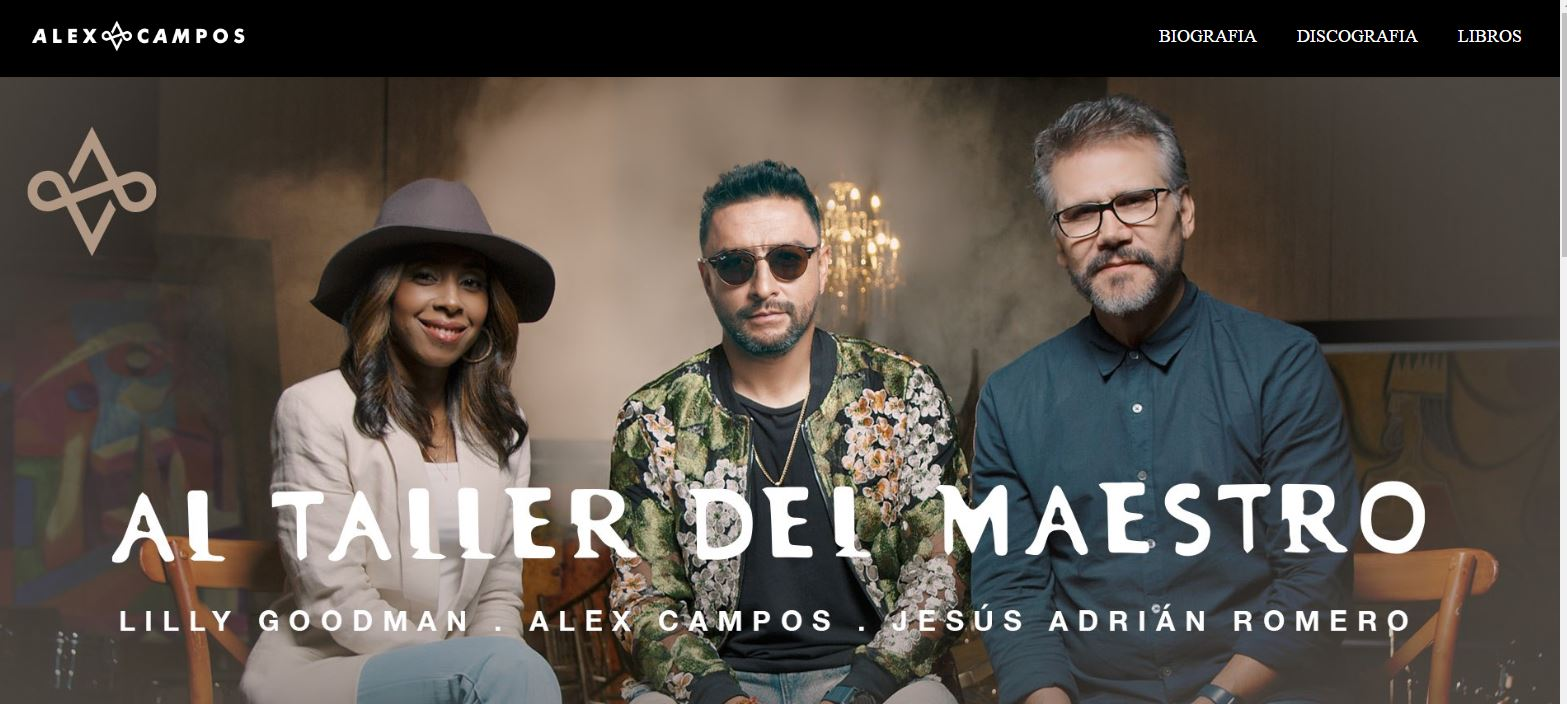 ALEX CAMPOS
BIOGRAFIA DISCOGRAFIA LIBROS
AL TALLER DEL MAESTRO
LILLY GOODMAN . ALEX CAMPOS . JESÚS ADRIÁN ROMERO